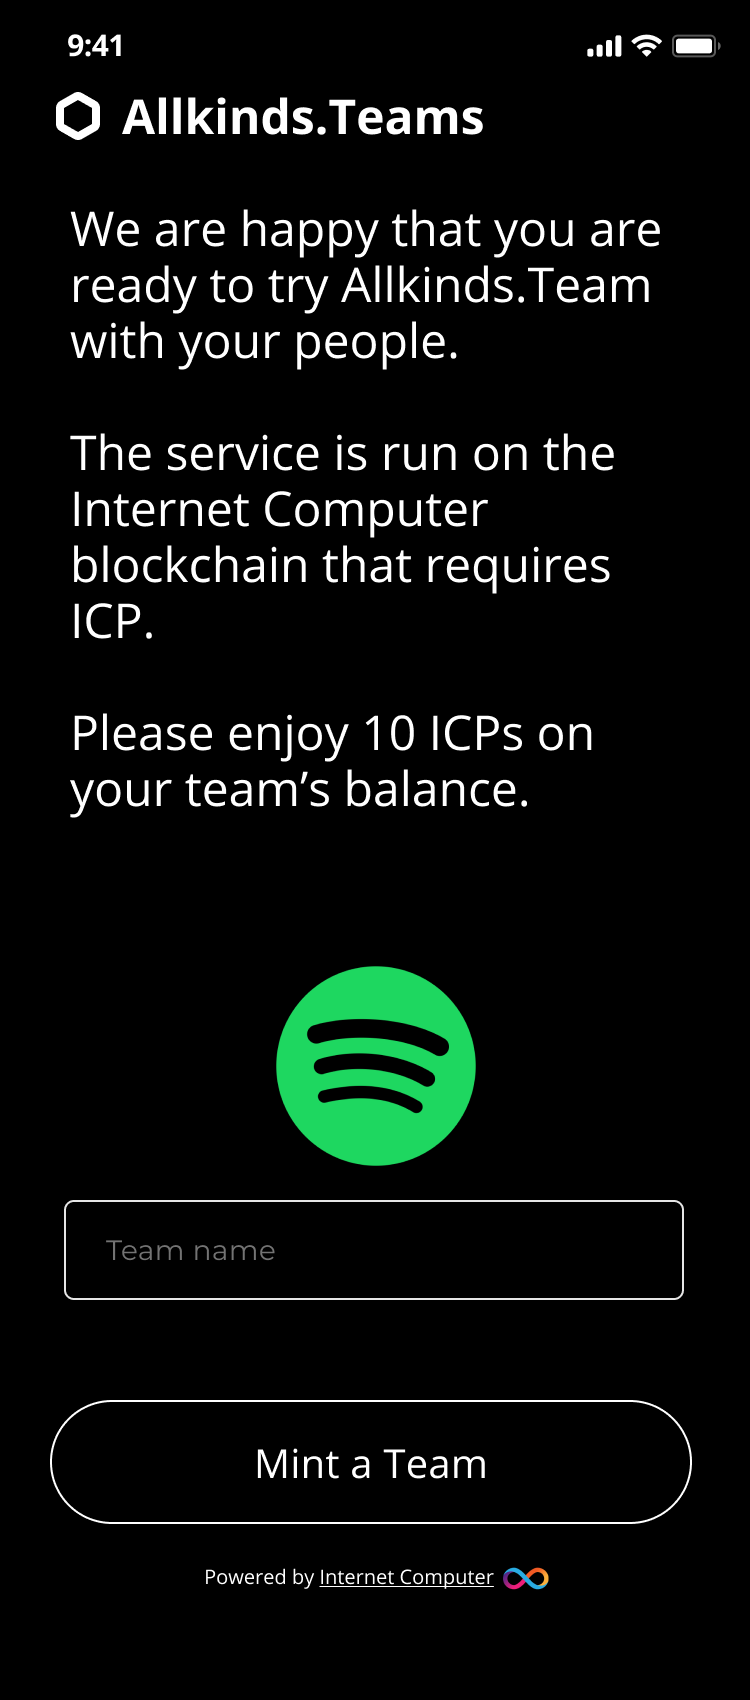 9:41
Allkinds.Teams
We are happy that you are
ready to try Allkinds.Team
with your people.
The service is run on the
Internet Computer
blockchain that requires
ICP.
Please enjoy 10 ICPs on
your team’s balance.
Team name
Mint a Team
Powered by Internet Computer